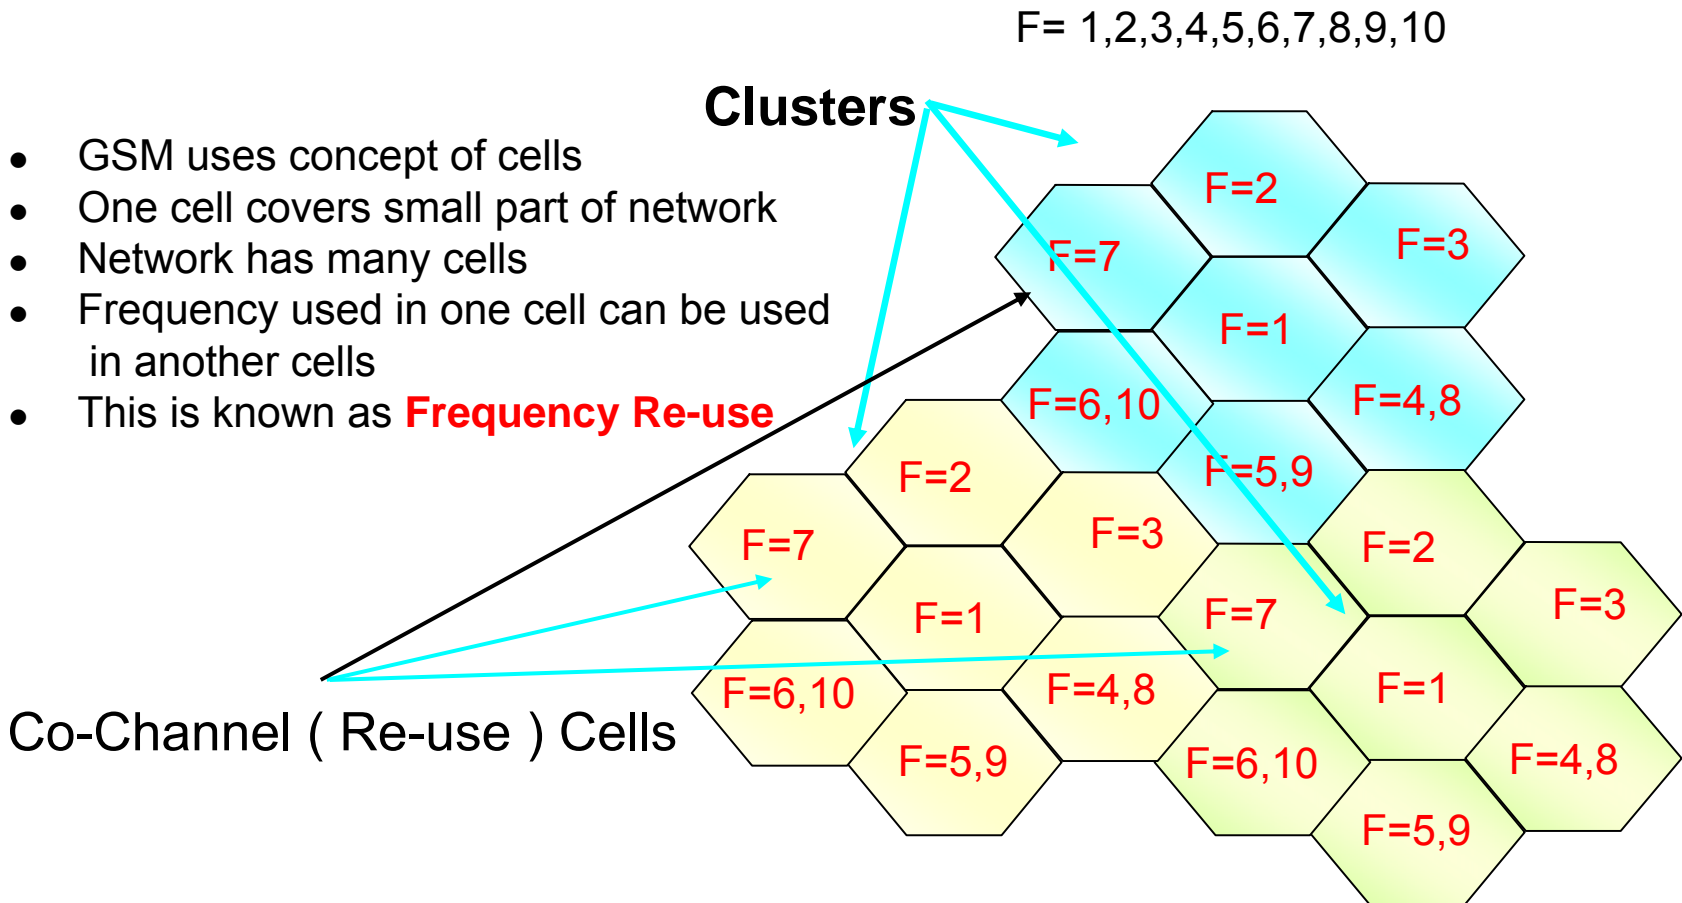 F= 1,2,3,4,5,6,7,8,9,10
Clusters
● GSM uses concept of cells
● One cell covers small part of network
● Network has many cells
● Frequency used in one cell can be used
in another cells
● This is known as Frequency Re-use
F=2
F=7
F=3
F=1
F=6,10
F=4,8
F=5,9
F=2
F=7
F=3
F=1
F=6,10
F=4,8
F=5,9
F=2
F=7
F=3
F=1
F=6,10
F=4,8
F=5,9
Co-Channel ( Re-use ) Cells